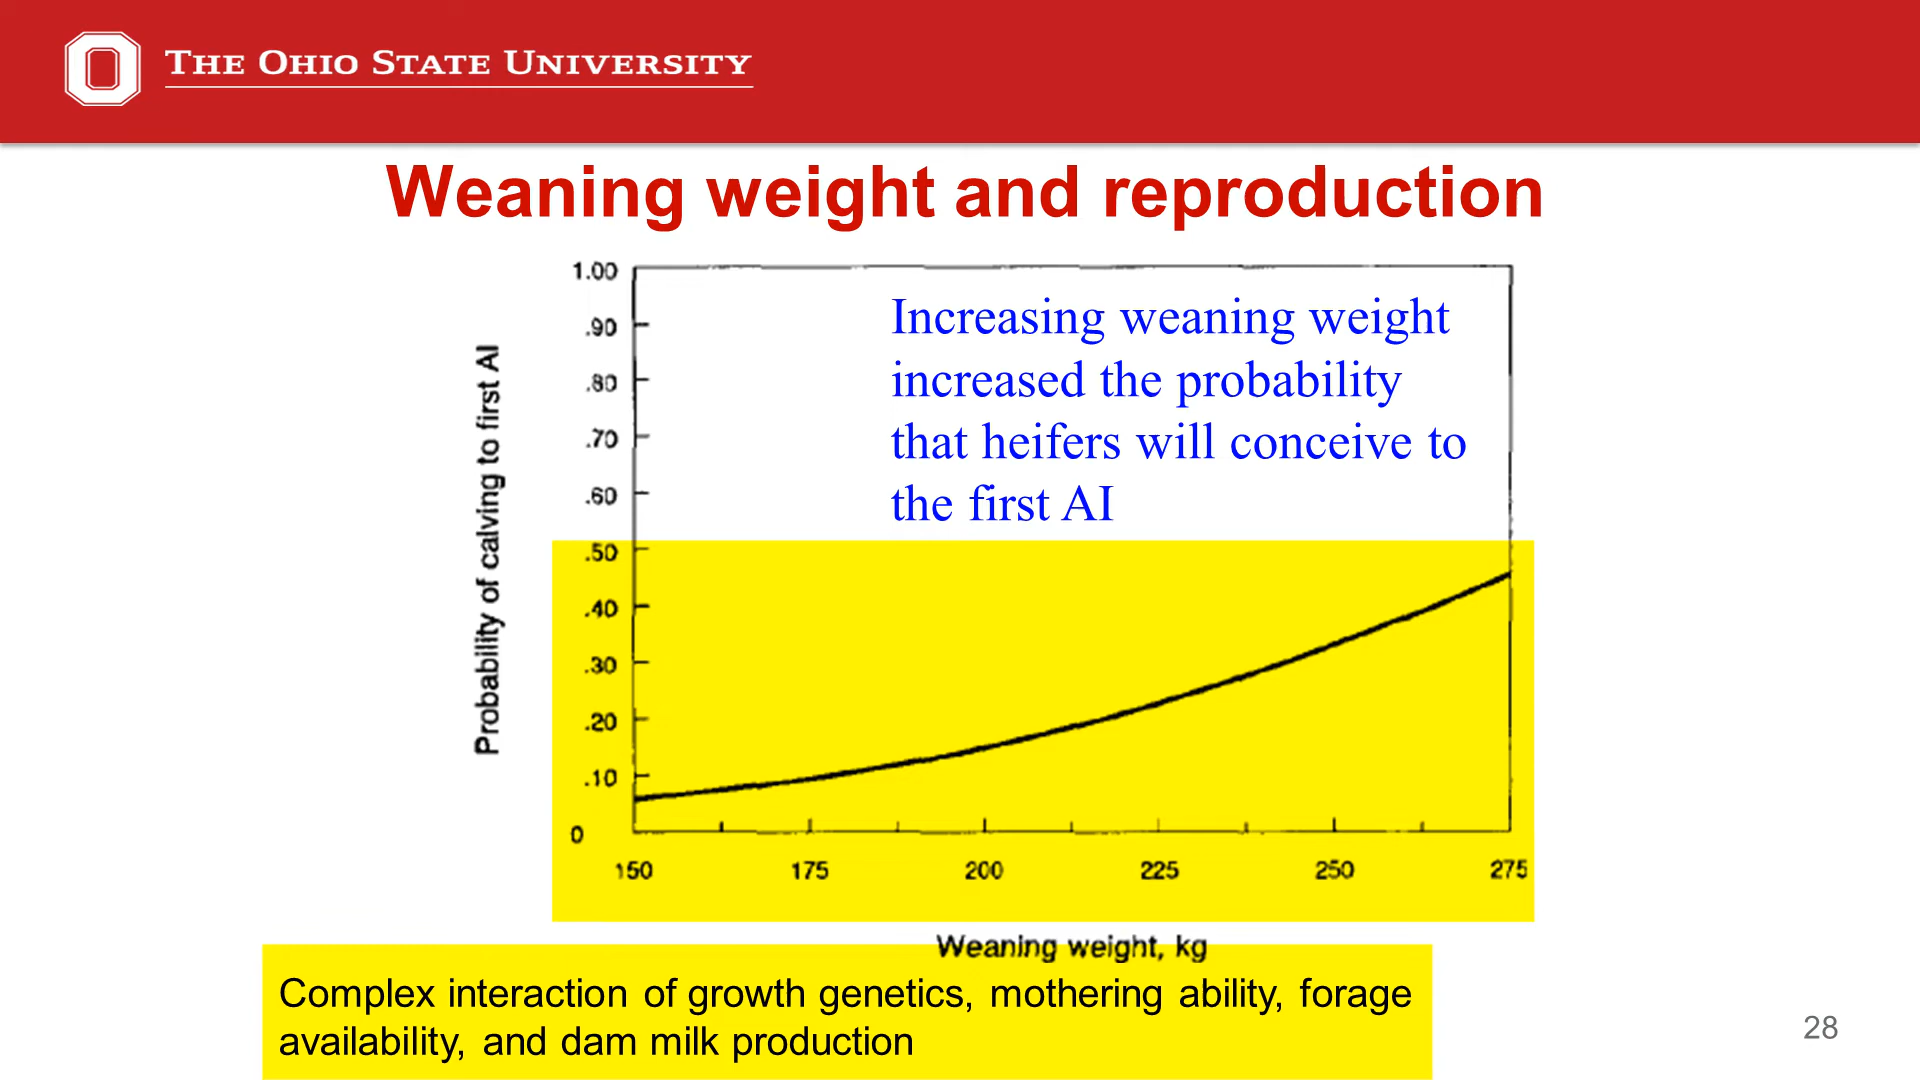 THE OHIO STATE UNIVERSITY
Weaning weight and reproduction
1.00
.90
.80
.70
.60
.50
.40
.30
.20
.10
0
Probability of calving to first AI
Increasing weaning weight
increased the probability
that heifers will conceive to
the first AI
150 175 200 225 250 275
Weaning weight, kg
Complex interaction of growth genetics, mothering ability, forage
availability, and dam milk production
28